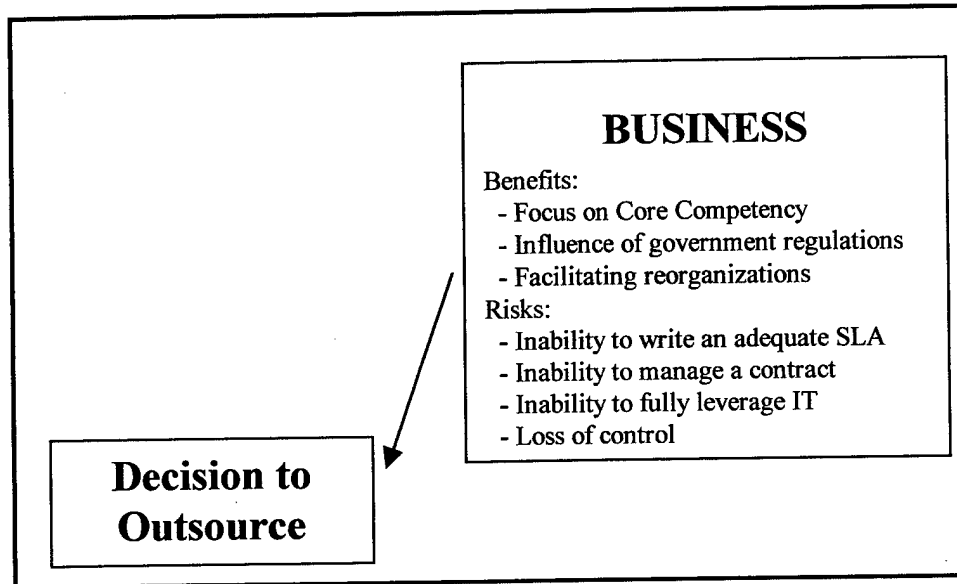 BUSINESS
Benefits:
- Focus on Core Competency
- Influence of government regulations
- Facilitating reorganizations
Risks:
- Inability to write an adequate SLA
- Inability to manage a contract
- Inability to fully leverage IT
- Loss of control
Decision to
Outsource